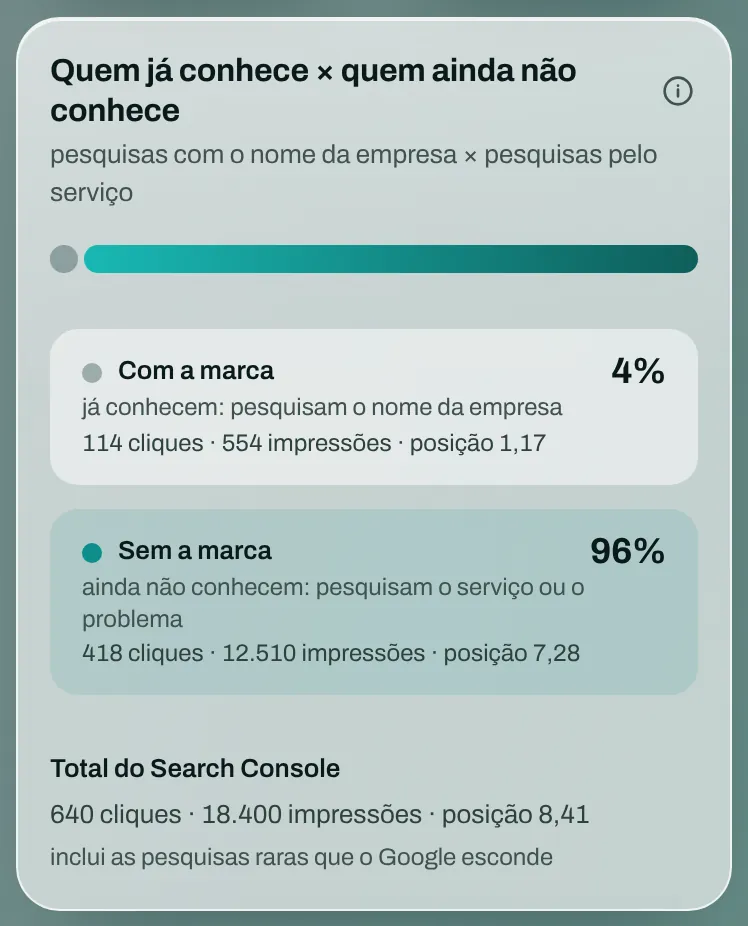 Quem já conhece × quem ainda não
conhece
pesquisas com o nome da empresa × pesquisas pelo
serviço
Com a marca
4%
já conhecem: pesquisam o nome da empresa
114 cliques · 554 impressões · posição 1,17
Sem a marca
96%
ainda não conhecem: pesquisam o serviço ou o
problema
418 cliques · 12.510 impressões · posição 7,28
Total do Search Console
640 cliques · 18.400 impressões · posição 8,41
inclui as pesquisas raras que o Google esconde